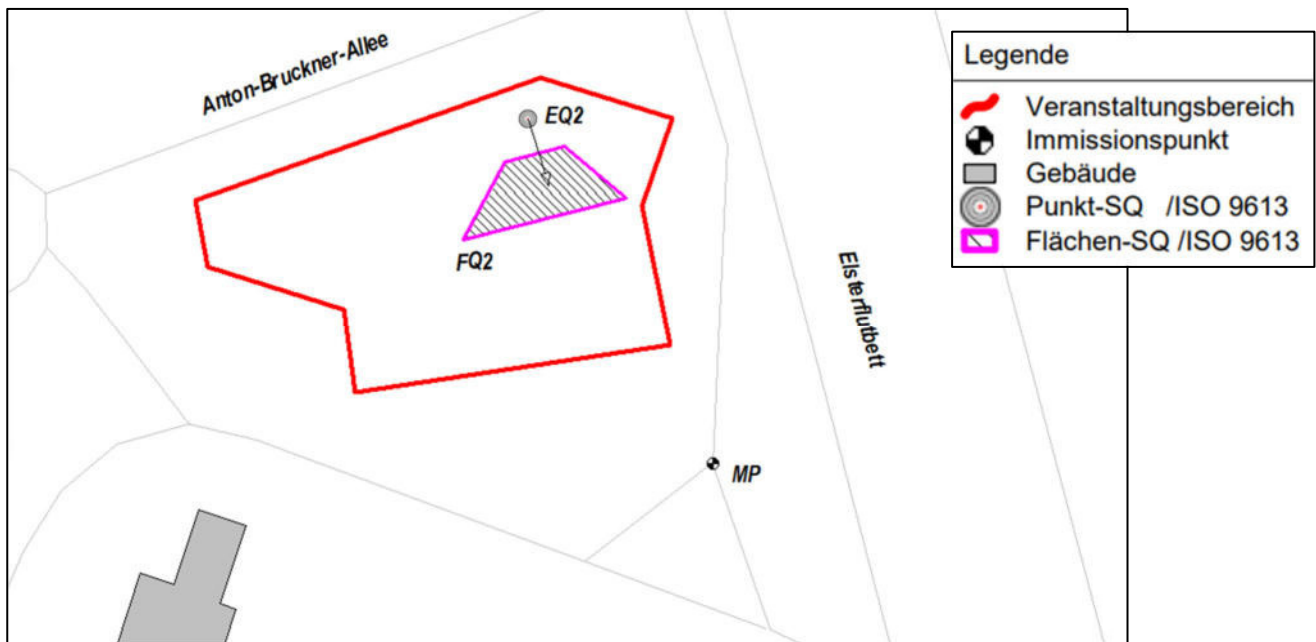 Anton-Bruckner-Allee
EQ2
FQ2
Elsterflutbett
MP
Legende
Veranstaltungsbereich
Immissionspunkt
Gebäude
Punkt-SQ /ISO 9613
Flächen-SQ /ISO 9613